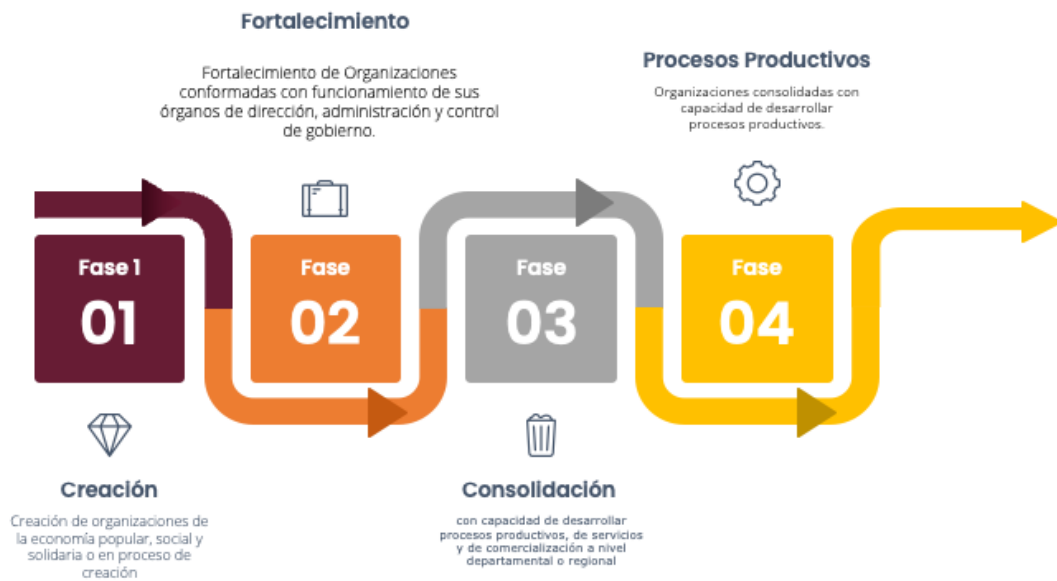 Fortalecimiento
Fortalecimiento de Organizaciones
conformadas con funcionamiento de sus
órganos de dirección, administración y control
de gobierno.
Procesos Productivos
Organizaciones consolidadas con
capacidad de desarrollar
procesos productivos.
Fase 1
01
Fase
02
Fase
03
Fase
04
Creación
Creación de organizaciones de
la economía popular, social y
solidaria o en proceso de
creación
Consolidación
con capacidad de desarrollar
procesos productivos, de servicios
y de comercialización a nivel
departamental o regional